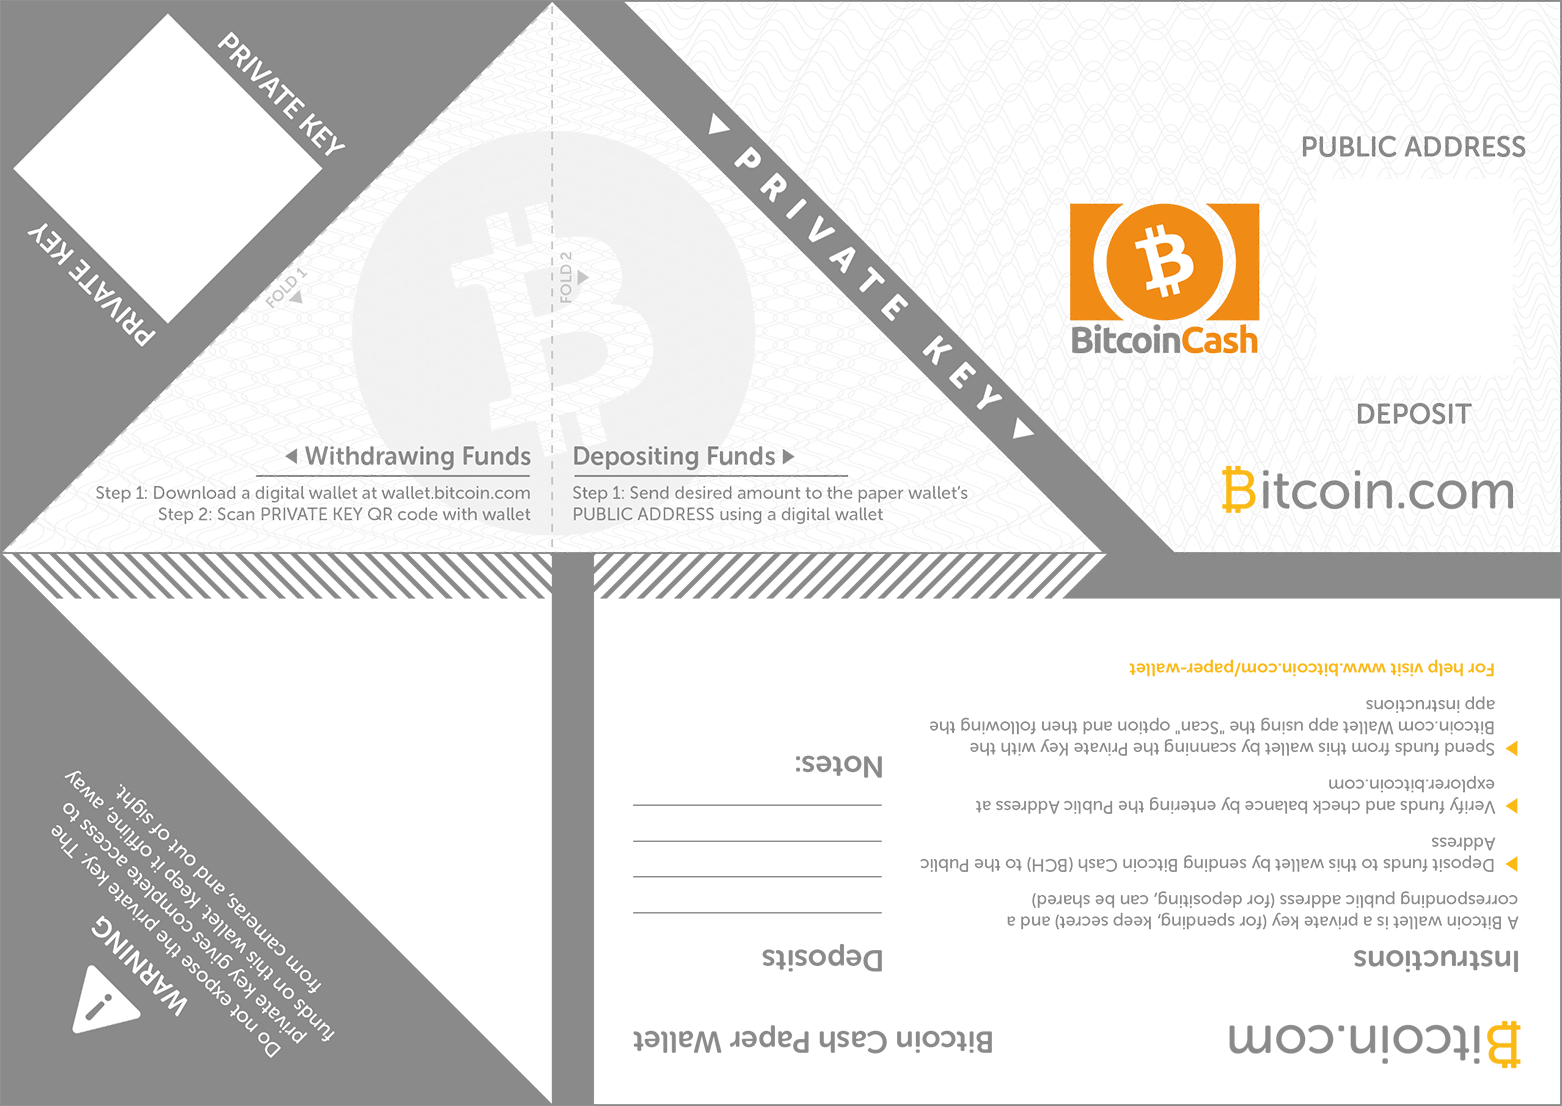 PRIVATE KEY
PRIVATE KEY
FOLD 1
FOLD 2
Withdrawing Funds
Step 1: Download a digital wallet at wallet.bitcoin.com
Step 2: Scan PRIVATE KEY QR code with wallet
Depositing Funds
Step 1: Send desired amount to the paper wallet’s
PUBLIC ADDRESS using a digital wallet
PRIVATE KEY
PUBLIC ADDRESS
BitcoinCash
DEPOSIT
Bitcoin.com
WARNING
Do not expose the private key. The
private key gives complete access to
funds on this wallet. Keep it offline, away
from cameras, and out of sight.
Bitcoin.com
Bitcoin Cash Paper Wallet
Instructions
A Bitcoin wallet is a private key (for spending, keep secret) and a
corresponding public address (for depositing, can be shared)
Deposit funds to this wallet by sending Bitcoin Cash (BCH) to the Public
Address
Verify funds and check balance by entering the Public Address at
explorer.bitcoin.com
Spend funds from this wallet by scanning the Private Key with the
Bitcoin.com Wallet app using the "Scan" option and then following the
app instructions
For help visit www.bitcoin.com/paper-wallet
Deposits
Notes: